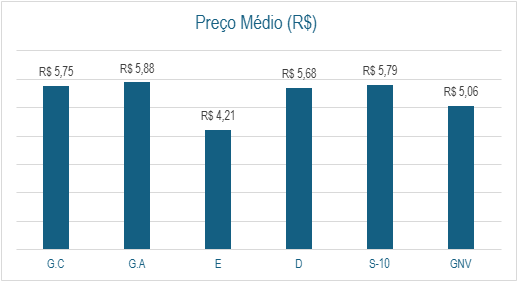 Preço Médio (R$)
R$ 5,75
R$ 5,88
R$ 4,21
R$ 5,68
R$ 5,79
R$ 5,06
G.C
G.A
E
D
S-10
GNV